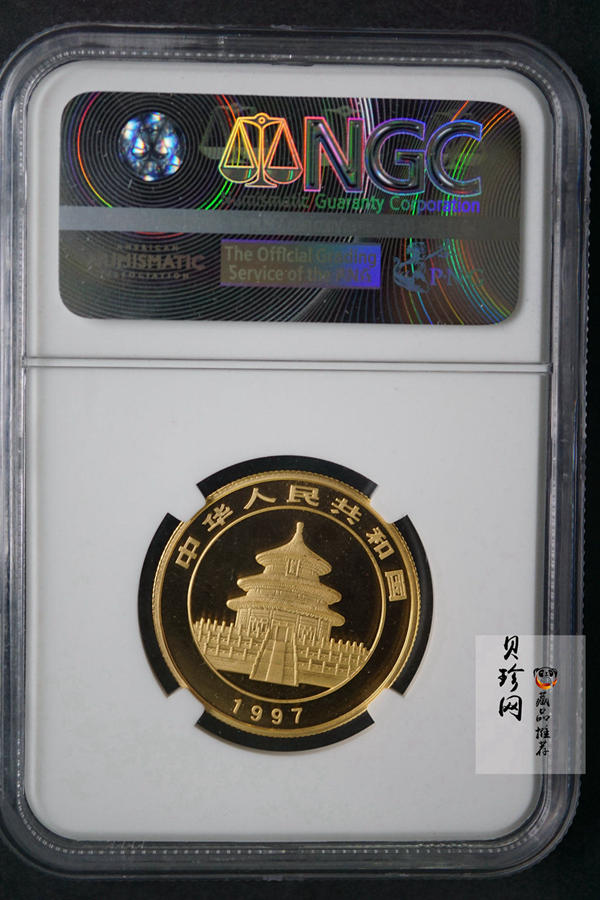 NGC
Numismatic Guaranty Corporation
AMERICAN
NUMISMATIC
ASSOCIATION
The Official Grading
Service of the PNG
PNG
中华人民共和国
1997
贝珍网
藏品推荐